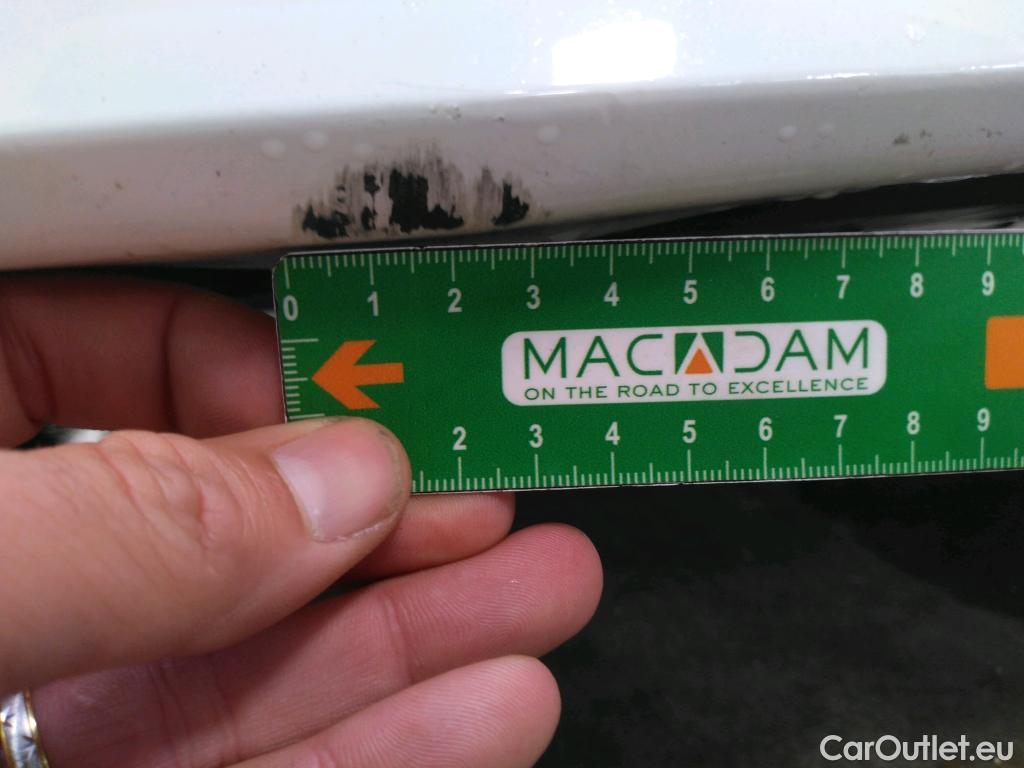 0 1 2 3 4 5 6 7 8 9
MACADAM
ON THE ROAD TO EXCELLENCE
2 3 4 5 6 7 8 9
CarOutlet.eu